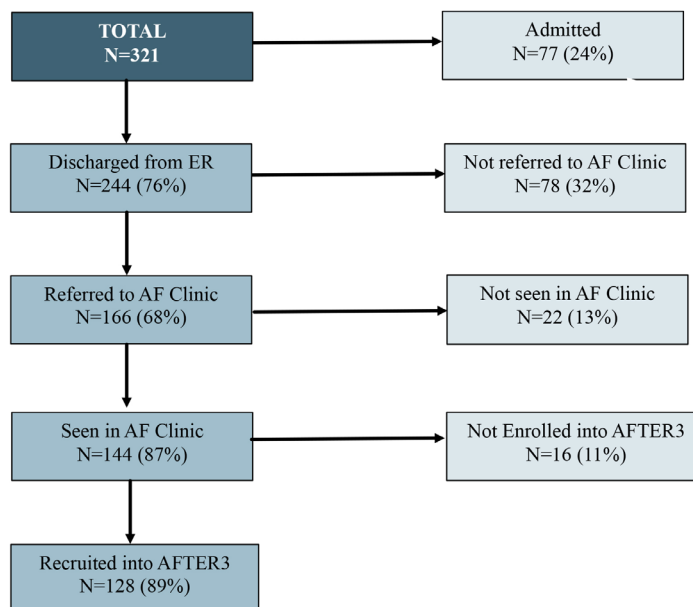 TOTAL
N=321
Admitted
N=77 (24%)
Discharged from ER
N=244 (76%)
Not referred to AF Clinic
N=78 (32%)
Referred to AF Clinic
N=166 (68%)
Not seen in AF Clinic
N=22 (13%)
Seen in AF Clinic
N=144 (87%)
Not Enrolled into AFTER3
N=16 (11%)
Recruited into AFTER3
N=128 (89%)